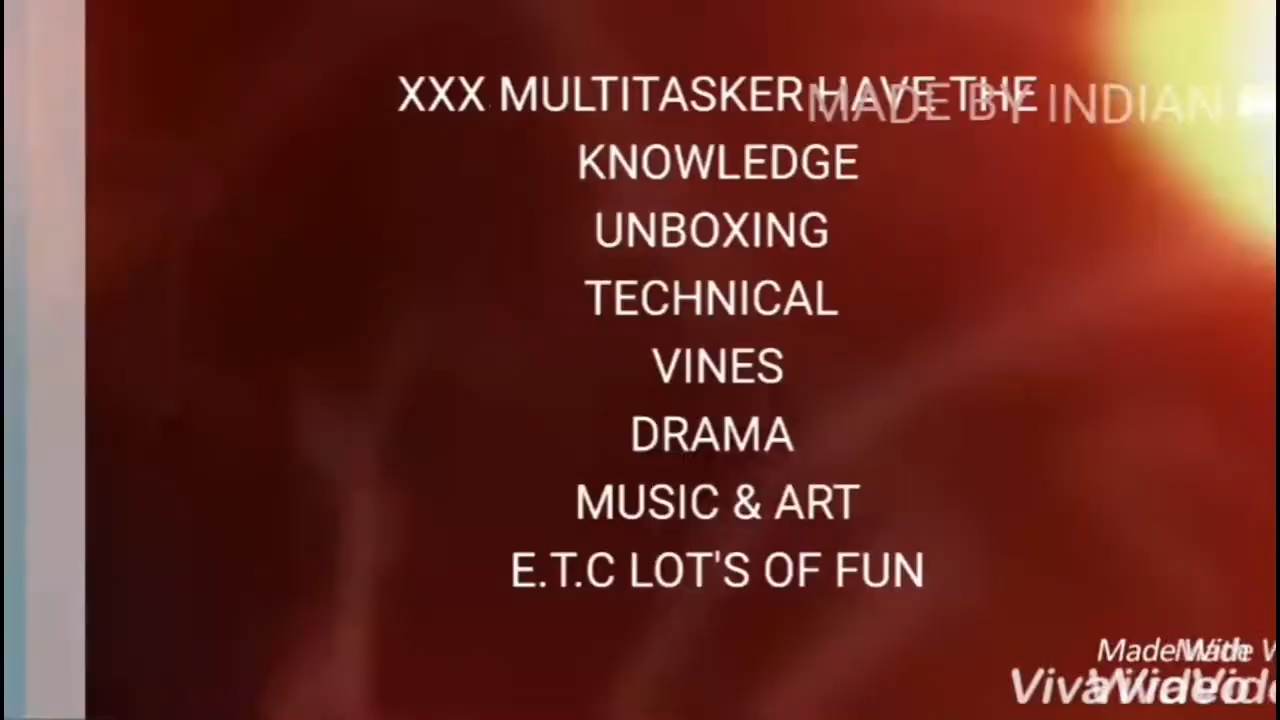 XXX MULTITASKER HAVE THE
MADE BY INDIAN
KNOWLEDGE
UNBOXING
TECHNICAL
VINES
DRAMA
MUSIC & ART
E.T.C LOT'S OF FUN
Made With
VivaVideo